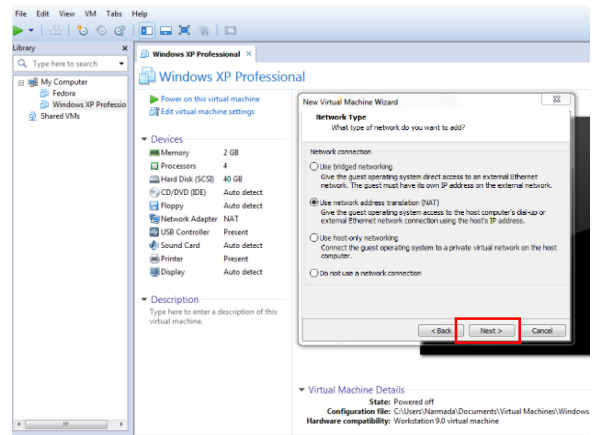 File Edit View VM Tabs Help
Library
Type here to search
My Computer
Fedora
Windows XP Professio
Shared VMs
Windows XP Professional
Windows XP Professional
Power on this virtual machine
Edit virtual machine settings
Devices
Memory 2 GB
Processors 4
Hard Disk (SCSI) 40 GB
CD/DVD (IDE) Auto detect
Floppy Auto detect
Network Adapter NAT
USB Controller Present
Sound Card Auto detect
Printer Present
Display Auto detect
Description
Type here to enter a description of this
virtual machine.
New Virtual Machine Wizard
Network Type
What type of network do you want to add?
Network connection
Use bridged networking
Give the guest operating system direct access to an external Ethernet
network. The guest must have its own IP address on the external network.
Use network address translation (NAT)
Give the guest operating system access to the host computer's dial-up or
external Ethernet network connection using the host's IP address.
Use host-only networking
Connect the guest operating system to a private virtual network on the host
computer.
Do not use a network connection
< Back Next > Cancel
Virtual Machine Details
State: Powered off
Configuration file: C:\Users\Narmada\Documents\Virtual Machines\Windows
Hardware compatibility: Workstation 9.0 virtual machine